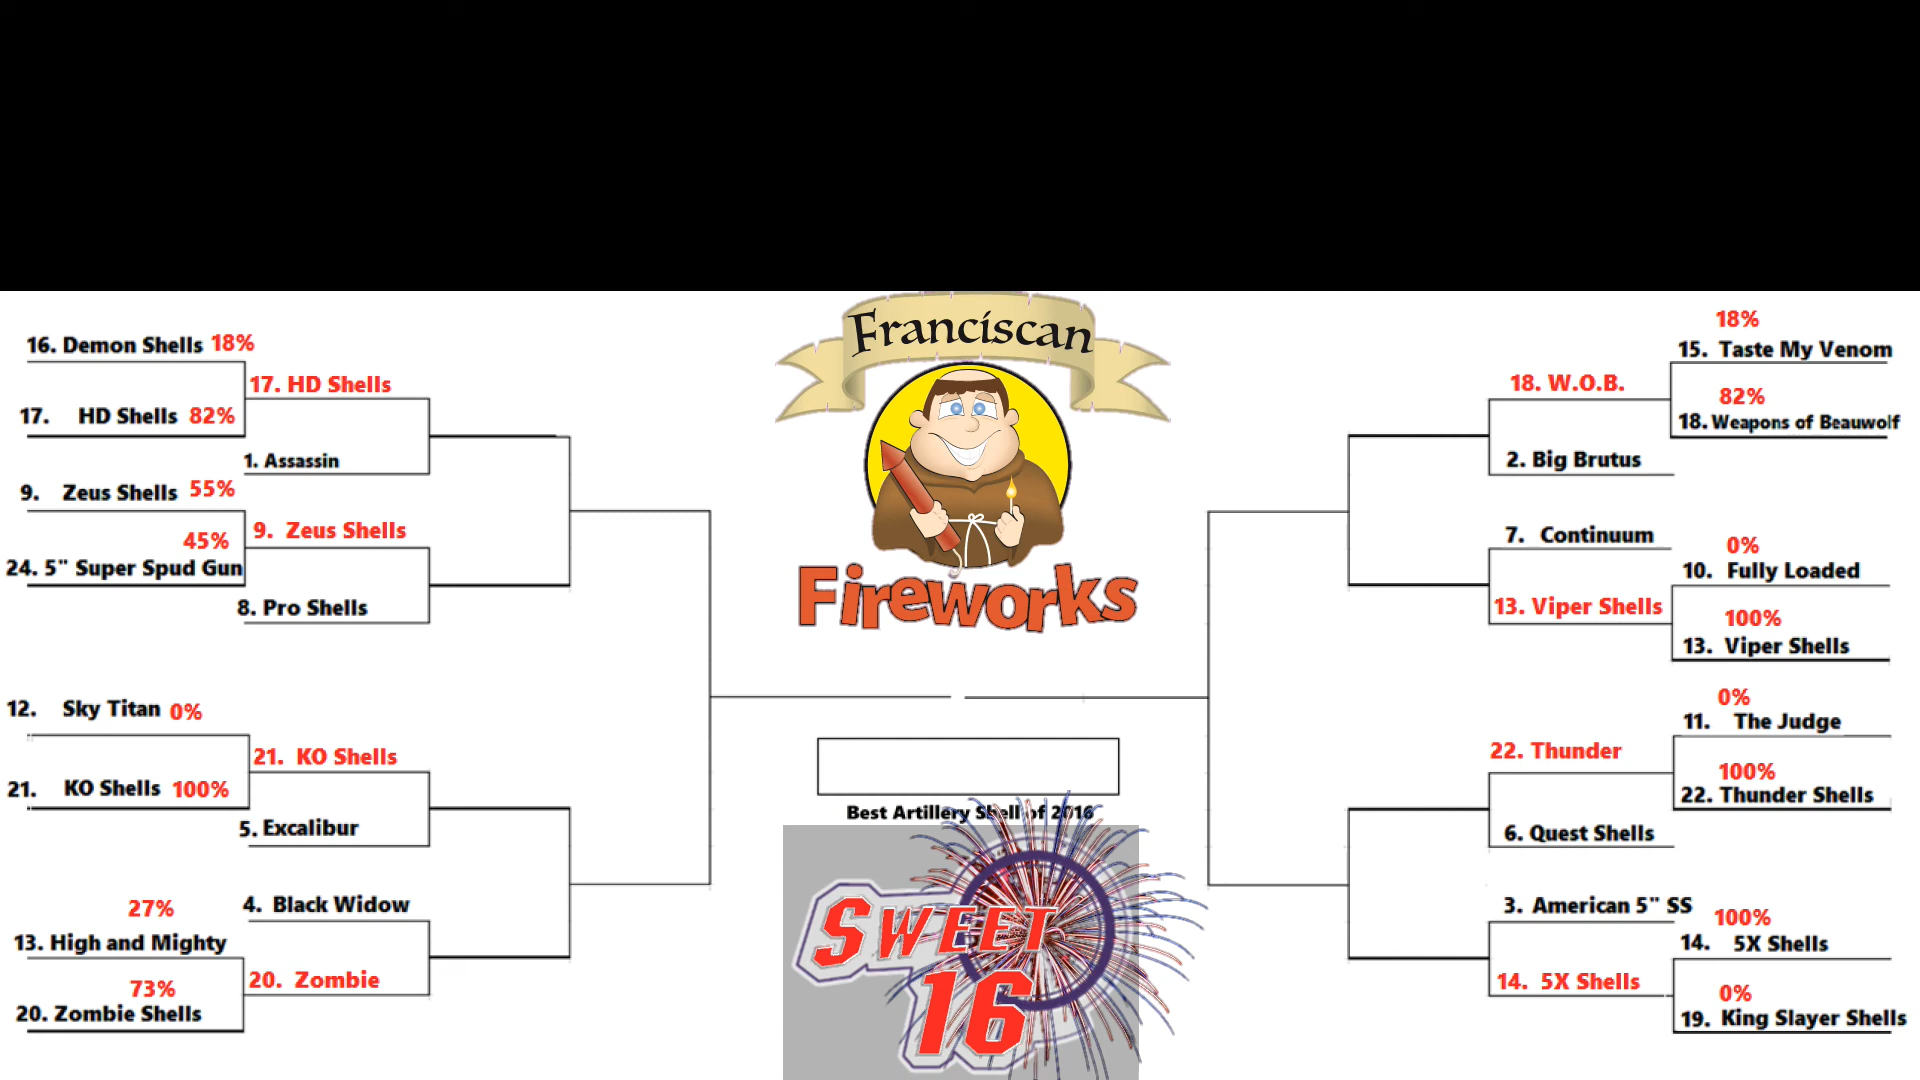 Franciscan
Fireworks
16. Demon Shells 18%
17. HD Shells
17. HD Shells 82%
1. Assassin
9. Zeus Shells 55%
9. Zeus Shells
45%
24. 5" Super Spud Gun
8. Pro Shells
12. Sky Titan 0%
21. KO Shells
21. KO Shells 100%
5. Excalibur
4. Black Widow
27%
13. High and Mighty
20. Zombie
73%
20. Zombie Shells
Best Artillery Shell of 2016
SWEET
16
18%
15. Taste My Venom
18. W.O.B.
82%
18. Weapons of Beauwolf
2. Big Brutus
7. Continuum
0%
10. Fully Loaded
13. Viper Shells
100%
13. Viper Shells
0%
11. The Judge
22. Thunder
100%
22. Thunder Shells
6. Quest Shells
3. American 5" SS
100%
14. 5X Shells
14. 5X Shells
0%
19. King Slayer Shells